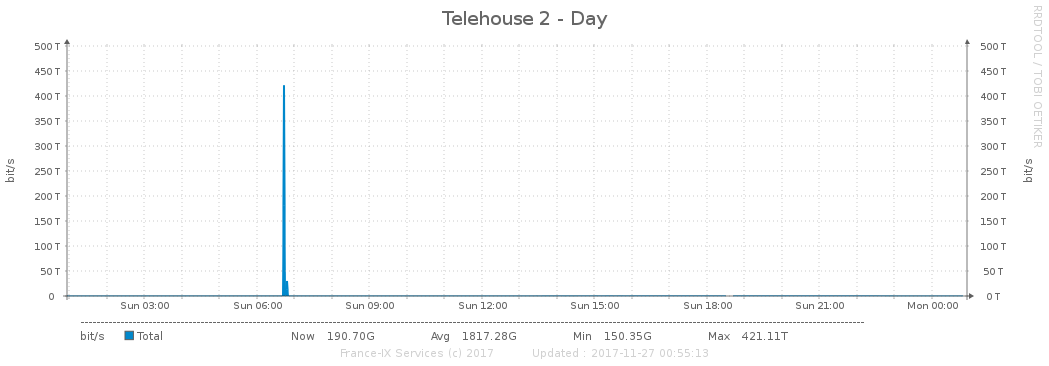 Telehouse 2 - Day
RRDTOOL / TOBI OETIKER
bit/s
500 T 500 T
450 T 450 T
400 T 400 T
350 T 350 T
300 T 300 T
250 T 250 T
200 T 200 T
150 T 150 T
100 T 100 T
50 T 50 T
0 0 T
bit/s
Sun 03:00 Sun 06:00 Sun 09:00 Sun 12:00 Sun 15:00 Sun 18:00 Sun 21:00 Mon 00:00
bit/s Total Now 190.70G Avg 1817.28G Min 150.35G Max 421.11T
France-IX Services (c) 2017 Updated : 2017-11-27 00:55:13